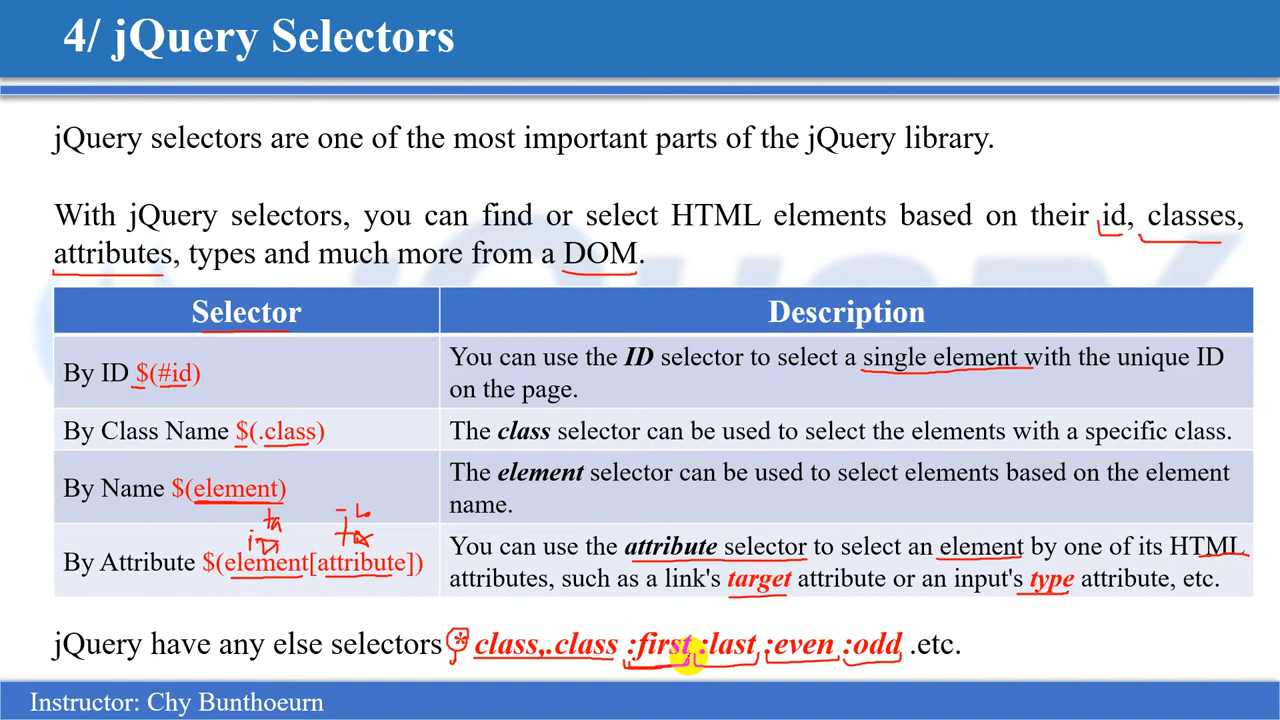 4/ jQuery Selectors
jQuery selectors are one of the most important parts of the jQuery library.
With jQuery selectors, you can find or select HTML elements based on their id, classes,
attributes, types and much more from a DOM.
Selector
Description
By ID $(#id)
You can use the ID selector to select a single element with the unique ID
on the page.
By Class Name $(.class)
The class selector can be used to select the elements with a specific class.
By Name $(element)
The element selector can be used to select elements based on the element
name.
By Attribute $(element[attribute])
You can use the attribute selector to select an element by one of its HTML
attributes, such as a link's target attribute or an input's type attribute, etc.
jQuery have any else selectors * class,.class :first :last :even :odd .etc.
Instructor: Chy Bunthoeurn